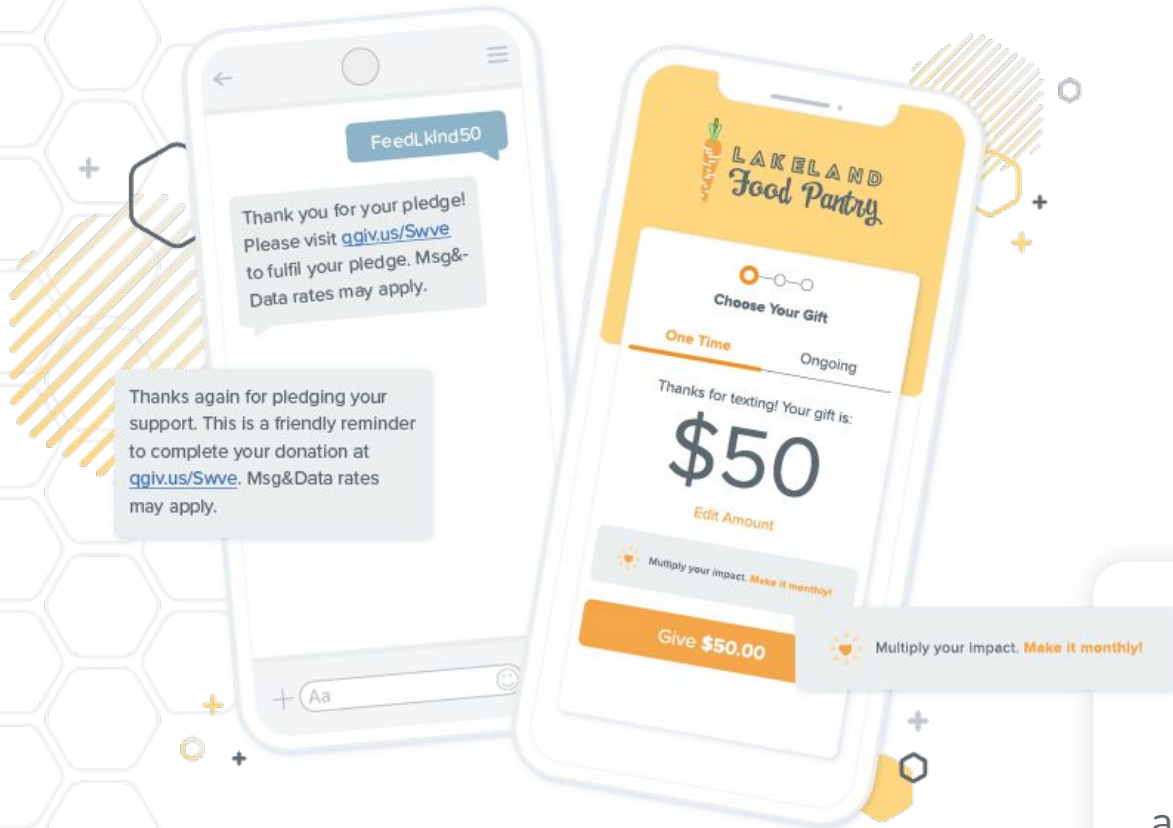 FeedLklnd50
Thank you for your pledge!
Please visit qgiv.us/Swve
to fulfil your pledge. Msg&-
Data rates may apply.
Thanks again for pledging your
support. This is a friendly reminder
to complete your donation at
qgiv.us/Swve. Msg&Data rates
may apply.
Aa
LAKELAND
Food Pantry
Choose Your Gift
One Time
Ongoing
Thanks for texting! Your gift is:
$50
Edit Amount
Multiply your impact. Make it monthly!
Give $50.00
Multiply your impact. Make it monthly!
a